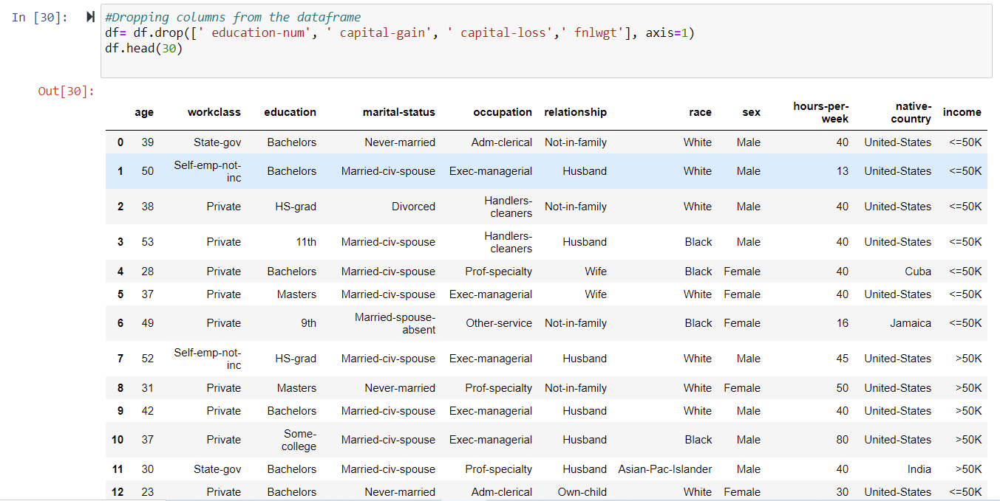 In [30]:
#Dropping columns from the dataframe
df= df.drop([' education-num', ' capital-gain', ' capital-loss',' fnlwgt'], axis=1)
df.head(30)
Out[30]:
age workclass education marital-status occupation relationship race sex hours-per-week native-country income
0 39 State-gov Bachelors Never-married Adm-clerical Not-in-family White Male 40 United-States <=50K
1 50 Self-emp-not-inc Bachelors Married-civ-spouse Exec-managerial Husband White Male 13 United-States <=50K
2 38 Private HS-grad Divorced Handlers-cleaners Not-in-family White Male 40 United-States <=50K
3 53 Private 11th Married-civ-spouse Handlers-cleaners Husband Black Male 40 United-States <=50K
4 28 Private Bachelors Married-civ-spouse Prof-specialty Wife Black Female 40 Cuba <=50K
5 37 Private Masters Married-civ-spouse Exec-managerial Wife White Female 40 United-States <=50K
6 49 Private 9th Married-spouse-absent Other-service Not-in-family Black Female 16 Jamaica <=50K
7 52 Self-emp-not-inc HS-grad Married-civ-spouse Exec-managerial Husband White Male 45 United-States >50K
8 31 Private Masters Never-married Prof-specialty Not-in-family White Female 50 United-States >50K
9 42 Private Bachelors Married-civ-spouse Exec-managerial Husband White Male 40 United-States >50K
10 37 Private Some-college Married-civ-spouse Exec-managerial Husband Black Male 80 United-States >50K
11 30 State-gov Bachelors Married-civ-spouse Prof-specialty Husband Asian-Pac-Islander Male 40 India >50K
12 23 Private Bachelors Never-married Adm-clerical Own-child White Female 30 United-States <=50K